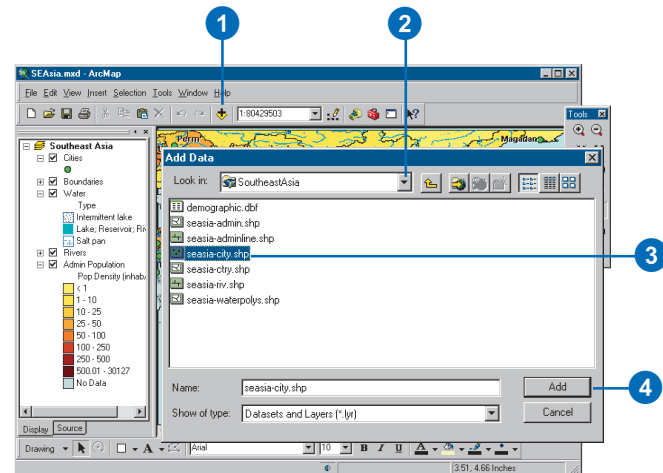 1
2
SEAsia.mxd - ArcMap
File Edit View Insert Selection Tools Window Help
1:80429503
Tools
Perm
Magadan
Southeast Asia
Cities
Boundaries
Water
Type
Intermittent lake
Lake; Reservoir; Riv
Salt pan
Rivers
Admin Population
Pop Density (inhab
< 1
1 - 10
10 - 25
25 - 50
50 - 100
100 - 250
250 - 500
500.01 - 30127
No Data
Display Source
Add Data
Look in: SoutheastAsia
demographic.dbf
seasia-admin.shp
seasia-adminline.shp
seasia-city.shp
seasia-ctry.shp
seasia-riv.shp
seasia-waterpolys.shp
3
Name: seasia-city.shp Add
4
Show of type: Datasets and Layers (*.lyr) Cancel
Drawing A Arial 10 B I U A
3.51, 4.66 Inches